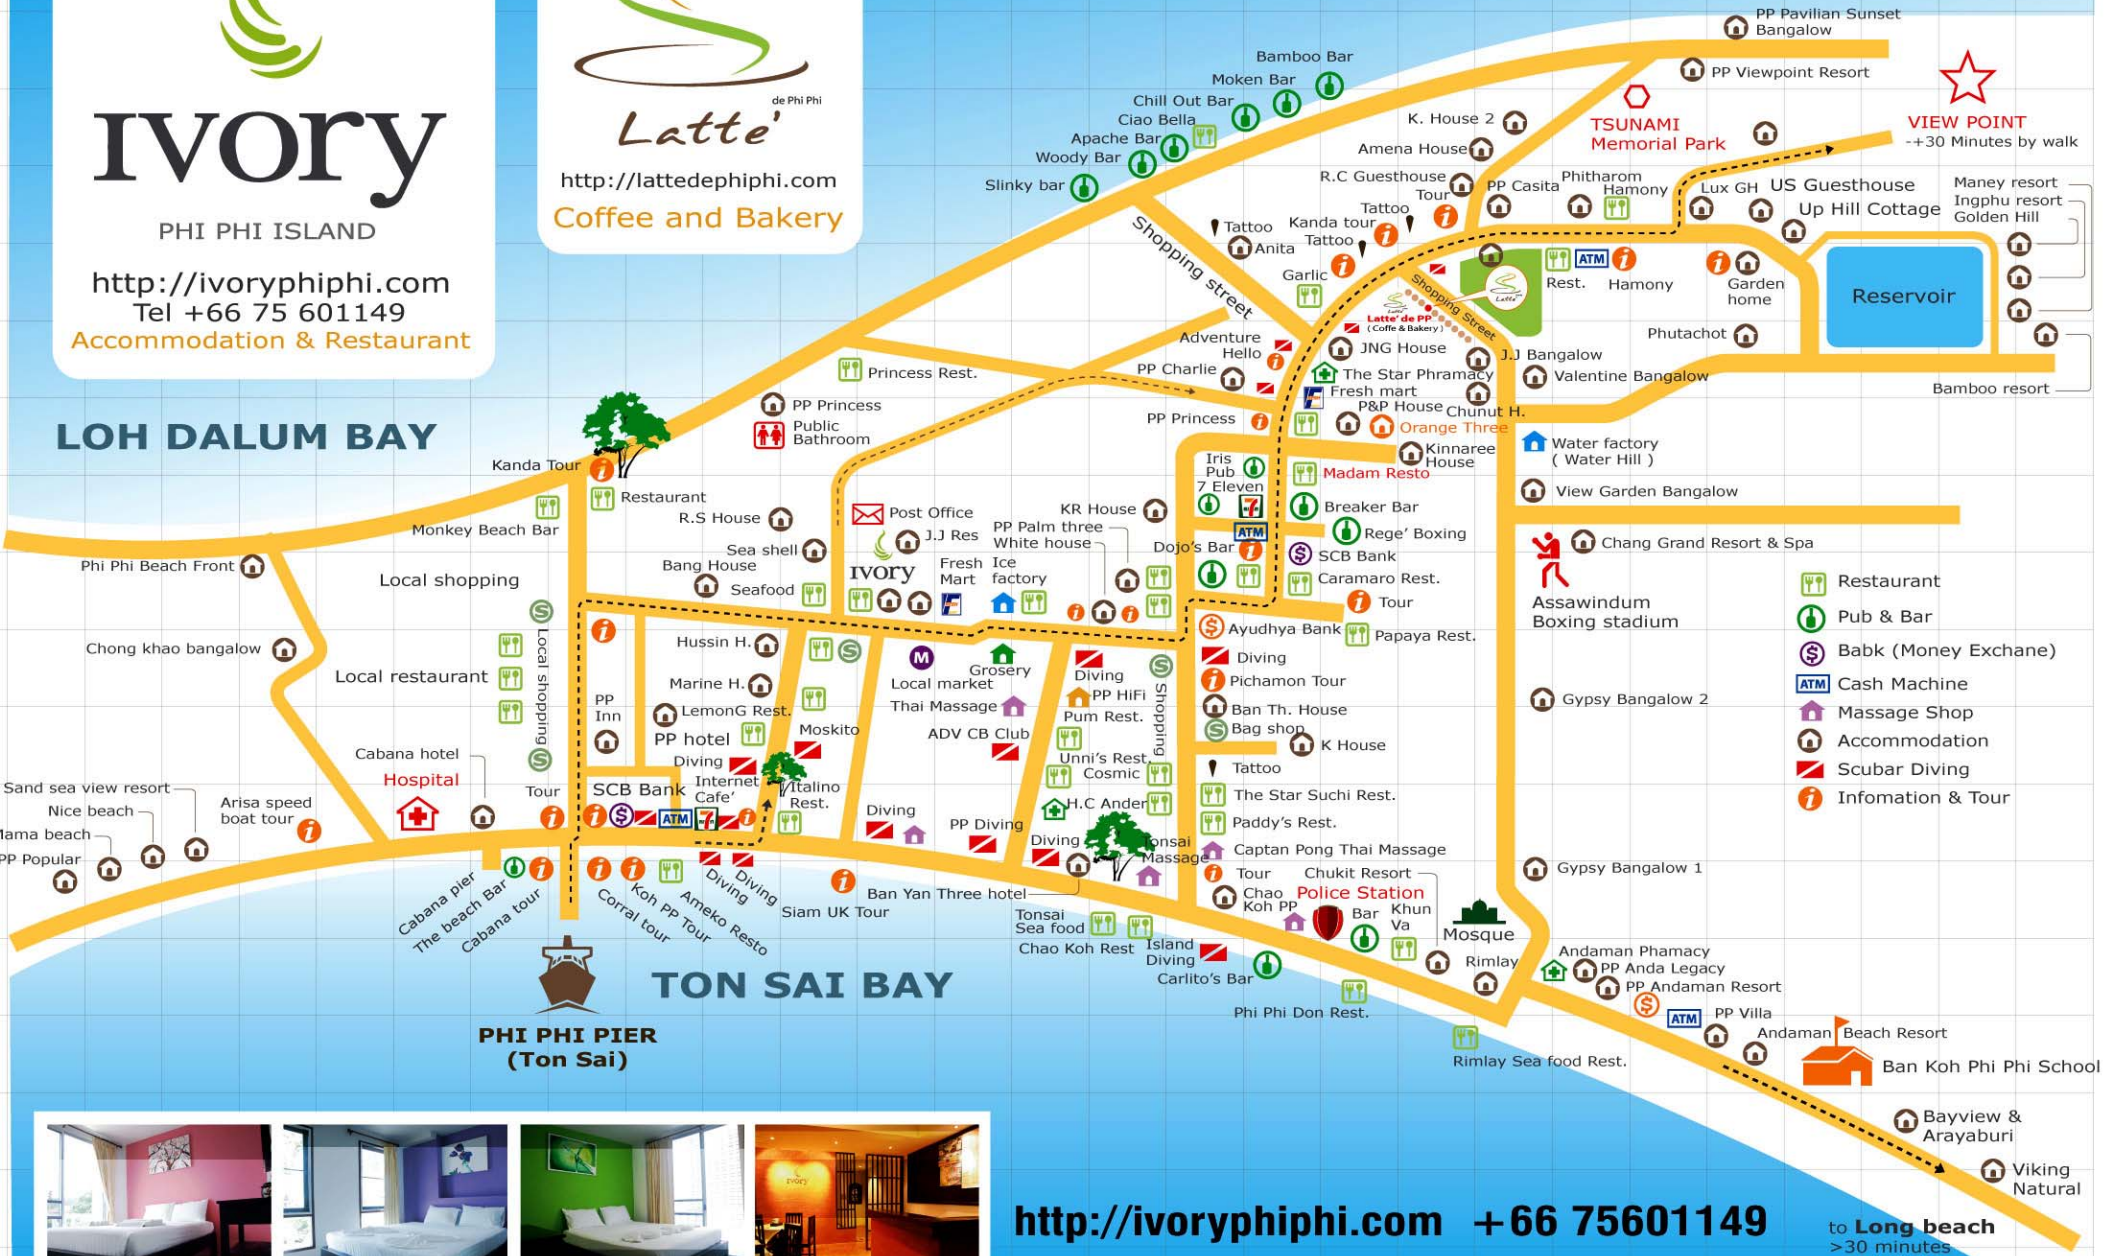 IVORY
PHI PHI ISLAND
http://ivoryphiphi.com
Tel +66 75 601149
Accommodation & Restaurant
de Phi Phi
Latte'
http://lattedephiphi.com
Coffee and Bakery
LOH DALUM BAY
PP Pavilian Sunset
Bangalow
PP Viewpoint Resort
VIEW POINT
-+30 Minutes by walk
TSUNAMI
Memorial Park
Bamboo Bar
Moken Bar
Chill Out Bar
Ciao Bella
Apache Bar
Woody Bar
Slinky bar
K. House 2
Amena House
R.C Guesthouse
Tour
PP Casita
Phitharom
Hamony
Lux GH
US Guesthouse
Up Hill Cottage
Maney resort
Ingphu resort
Golden Hill
Shopping street
Tattoo
Anita
Kanda tour
Tattoo
Tattoo
Garlic
Rest.
ATM
Hamony
Garden
home
Reservoir
Phutachot
Bamboo resort
Shopping Street
Latte'
Latte' de PP
( Coffe & Bakery )
Adventure
Hello
PP Charlie
JNG House
J.J Bangalow
The Star Phramacy
Valentine Bangalow
Fresh mart
P&P House
Chunut H.
Orange Three
PP Princess
Kinnaree
House
Water factory
( Water Hill )
Madam Resto
View Garden Bangalow
Iris
Pub
7 Eleven
Breaker Bar
ATM
Rege' Boxing
Dojo's Bar
SCB Bank
Caramaro Rest.
Tour
Chang Grand Resort & Spa
Assawindum
Boxing stadium
Princess Rest.
PP Princess
Public
Bathroom
Kanda Tour
Restaurant
Monkey Beach Bar
R.S House
Post Office
Sea shell
J.J Res
KR House
PP Palm three
White house
Bang House
Seafood
IVORY
Fresh
Mart
Ice
factory
Phi Phi Beach Front
Local shopping
Chong khao bangalow
Local restaurant
Local shopping
Hussin H.
Marine H.
PP
Inn
LemonG Rest.
PP hotel
Diving
Moskito
Local market
Grosery
Thai Massage
ADV CB Club
Diving
PP HiFi
Pum Rest.
Unni's Rest.
Cosmic
H.C Ander
Shopping
Ayudhya Bank
Papaya Rest.
Diving
Pichamon Tour
Ban Th. House
Bag shop
K House
Tattoo
The Star Suchi Rest.
Paddy's Rest.
Captan Pong Thai Massage
Tour
Chukit Resort
Chao
Koh PP
Police Station
Bar
Khun
Va
Mosque
Rimlay
Gypsy Bangalow 2
Gypsy Bangalow 1
Restaurant
Pub & Bar
Babk (Money Exchane)
ATM
Cash Machine
Massage Shop
Accommodation
Scubar Diving
Infomation & Tour
Cabana hotel
Hospital
Sand sea view resort
Nice beach
PP Popular
Arisa speed
boat tour
Tour
SCB Bank
ATM
Internet
Cafe'
Italino
Rest.
Diving
PP Diving
Diving
Tonsai
Massage
Cabana pier
The beach Bar
Cabana tour
Corral tour
Koh PP Tour
Ameko Resto
Diving
Diving
Siam UK Tour
Ban Yan Three hotel
Tonsai
Sea food
Chao Koh Rest
Island
Diving
Carlito's Bar
Phi Phi Don Rest.
Rimlay Sea food Rest.
Andaman Phamacy
PP Anda Legacy
PP Andaman Resort
ATM
PP Villa
Andaman Beach Resort
Ban Koh Phi Phi School
Bayview &
Arayaburi
Viking
Natural
TON SAI BAY
PHI PHI PIER
(Ton Sai)
http://ivoryphiphi.com +66 75601149
to Long beach
>30 minutes